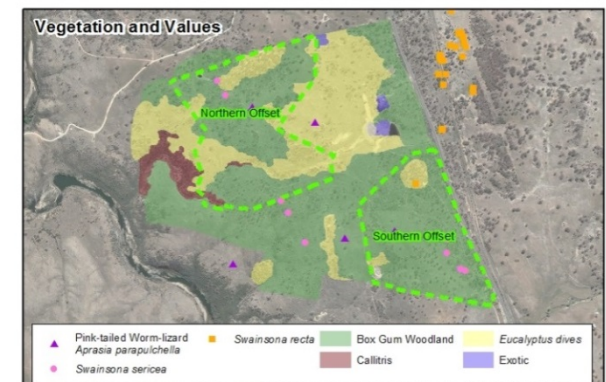 Vegetation and Values
Northern Offset
Southern Offset
Pink-tailed Worm-lizard
Aprasia parapulchella
Swainsona sericea
Swainsona recta
Box Gum Woodland
Callitris
Eucalyptus dives
Exotic